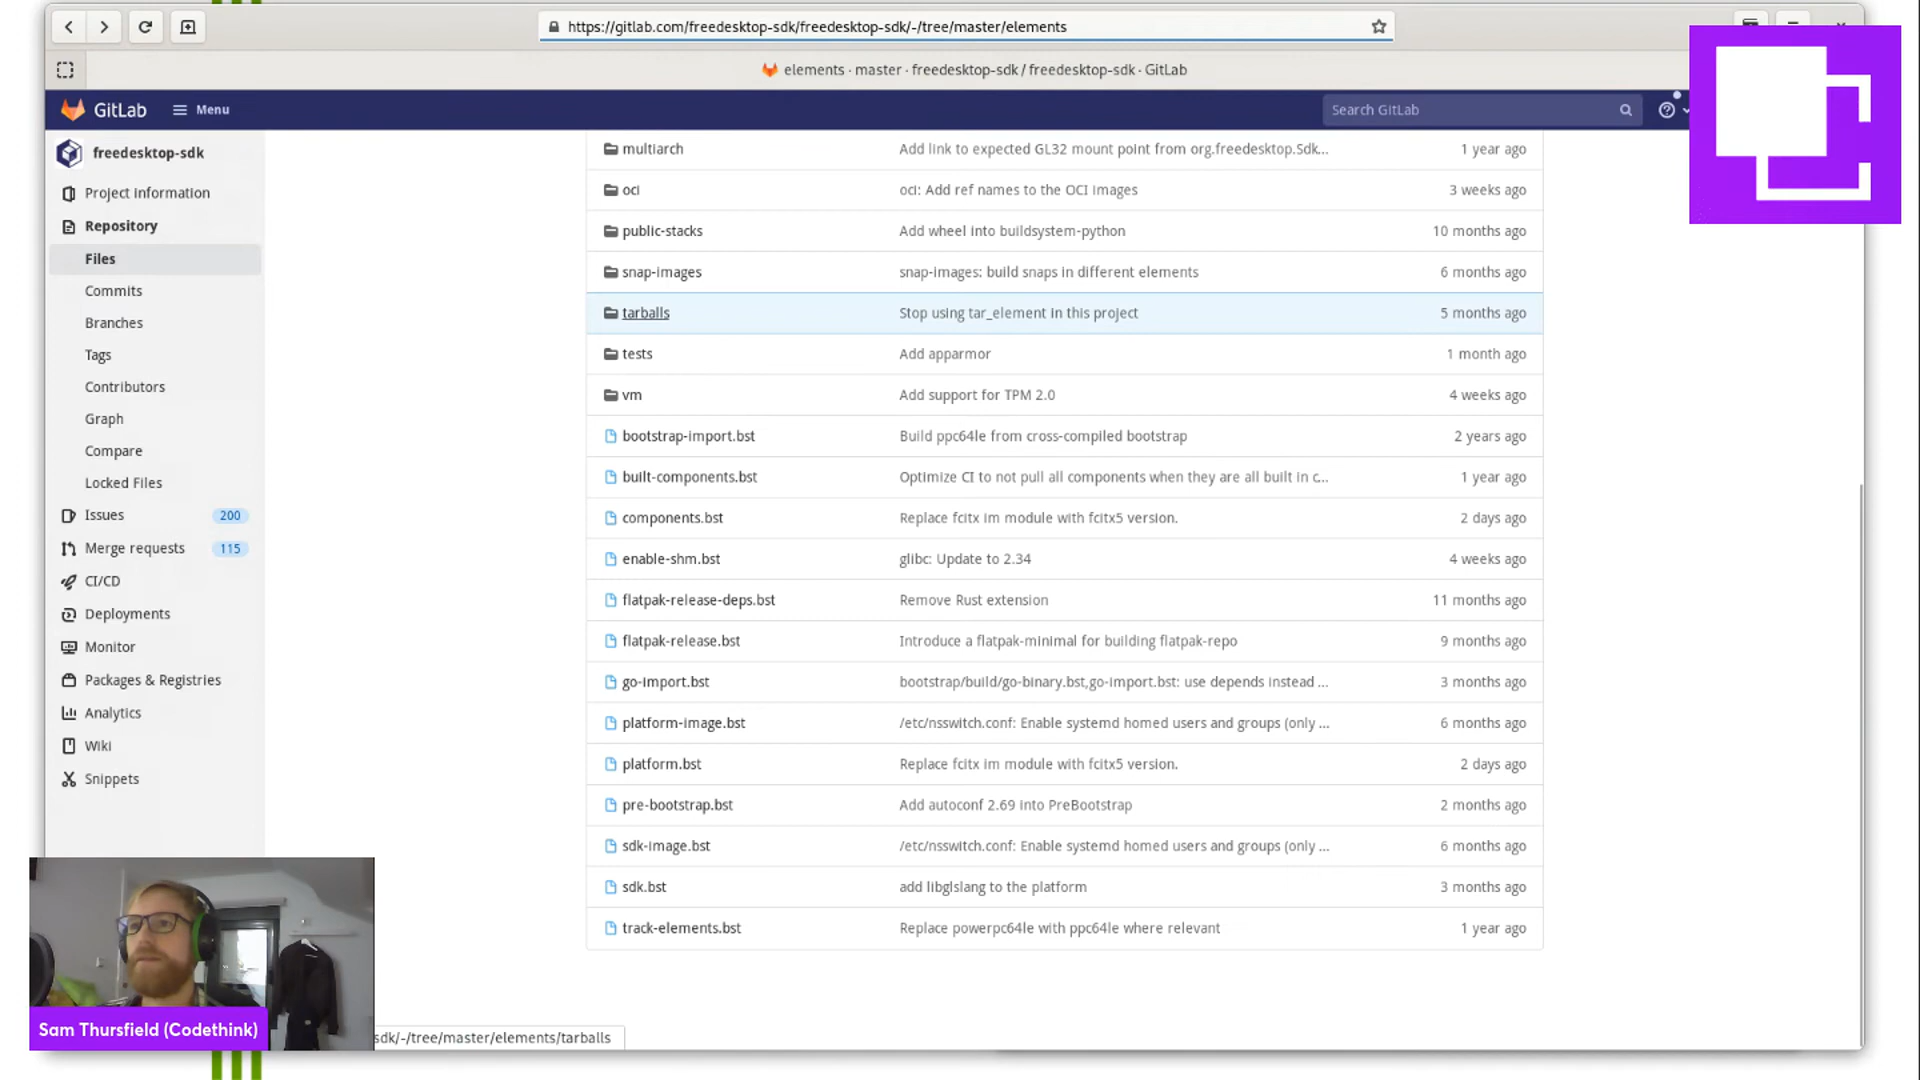 https://gitlab.com/freedesktop-sdk/freedesktop-sdk/-/tree/master/elements
elements · master · freedesktop-sdk / freedesktop-sdk · GitLab
GitLab Menu Search GitLab
freedesktop-sdk
Project information
Repository
Files
Commits
Branches
Tags
Contributors
Graph
Compare
Locked Files
Issues 200
Merge requests 115
CI/CD
Deployments
Monitor
Packages & Registries
Analytics
Wiki
Snippets
multiarch Add link to expected GL32 mount point from org.freedesktop.Sdk... 1 year ago
oci oci: Add ref names to the OCI images 3 weeks ago
public-stacks Add wheel into buildsystem-python 10 months ago
snap-images snap-images: build snaps in different elements 6 months ago
tarballs Stop using tar_element in this project 5 months ago
tests Add apparmor 1 month ago
vm Add support for TPM 2.0 4 weeks ago
bootstrap-import.bst Build ppc64le from cross-compiled bootstrap 2 years ago
built-components.bst Optimize CI to not pull all components when they are all built in c... 1 year ago
components.bst Replace fcitx im module with fcitx5 version. 2 days ago
enable-shm.bst glibc: Update to 2.34 4 weeks ago
flatpak-release-deps.bst Remove Rust extension 11 months ago
flatpak-release.bst Introduce a flatpak-minimal for building flatpak-repo 9 months ago
go-import.bst bootstrap/build/go-binary.bst,go-import.bst: use depends instead ... 3 months ago
platform-image.bst /etc/nsswitch.conf: Enable systemd homed users and groups (only ... 6 months ago
platform.bst Replace fcitx im module with fcitx5 version. 2 days ago
pre-bootstrap.bst Add autoconf 2.69 into PreBootstrap 2 months ago
sdk-image.bst /etc/nsswitch.conf: Enable systemd homed users and groups (only ... 6 months ago
sdk.bst add libglslang to the platform 3 months ago
track-elements.bst Replace powerpc64le with ppc64le where relevant 1 year ago
Sam Thursfield (Codethink)
sdk/-/tree/master/elements/tarballs